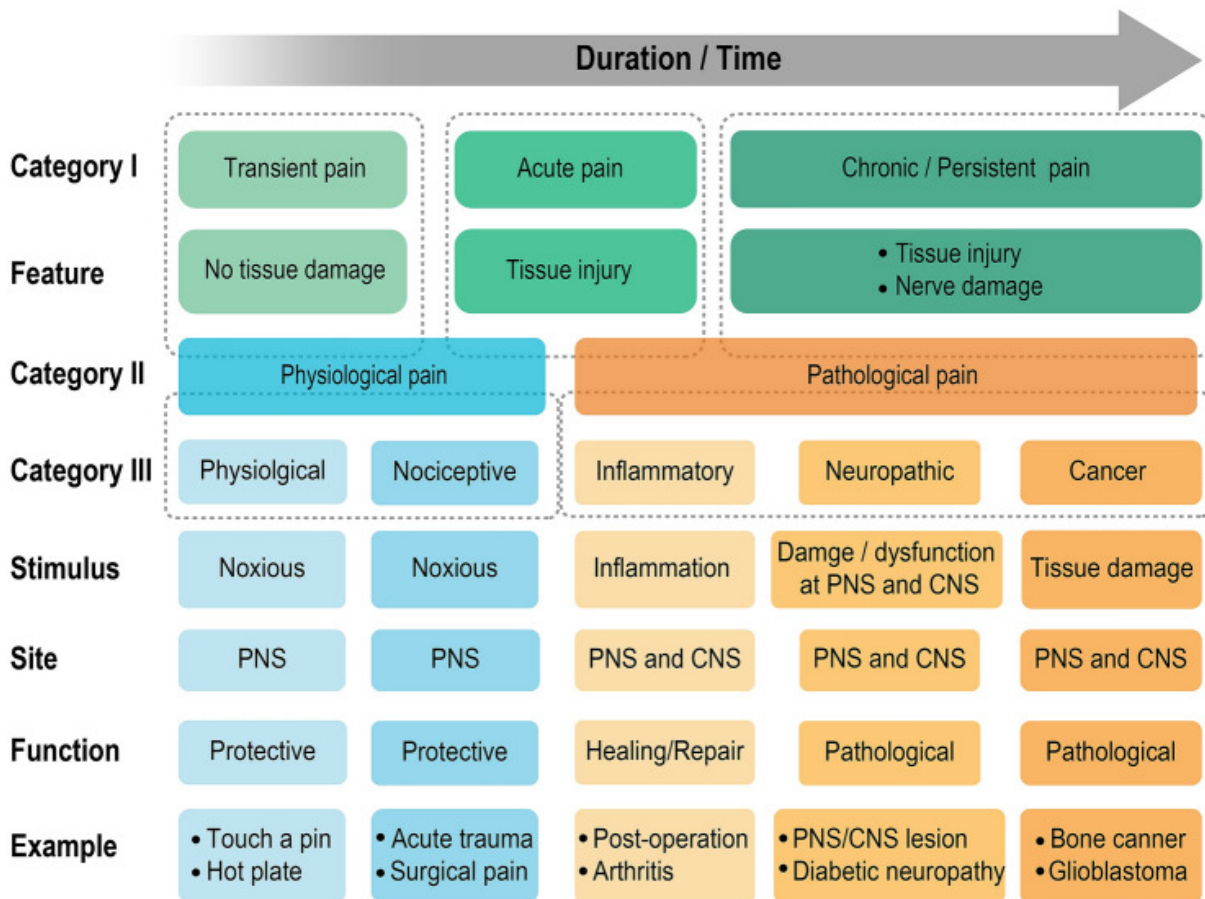 Duration / Time
Category I
Transient pain
Acute pain
Chronic / Persistent pain
Feature
No tissue damage
Tissue injury
• Tissue injury
• Nerve damage
Category II
Physiological pain
Pathological pain
Category III
Physiolgical
Nociceptive
Inflammatory
Neuropathic
Cancer
Stimulus
Noxious
Noxious
Inflammation
Damge / dysfunction
at PNS and CNS
Tissue damage
Site
PNS
PNS
PNS and CNS
PNS and CNS
PNS and CNS
Function
Protective
Protective
Healing/Repair
Pathological
Pathological
Example
• Touch a pin
• Hot plate
• Acute trauma
• Surgical pain
• Post-operation
• Arthritis
• PNS/CNS lesion
• Diabetic neuropathy
• Bone canner
• Glioblastoma